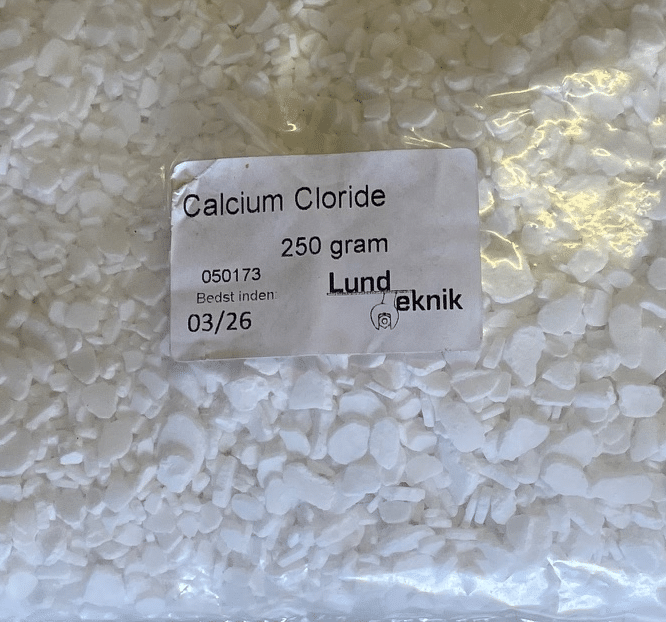 Calcium Cloride
250 gram
050173
Bedst inden
03/26
Lund
eknik